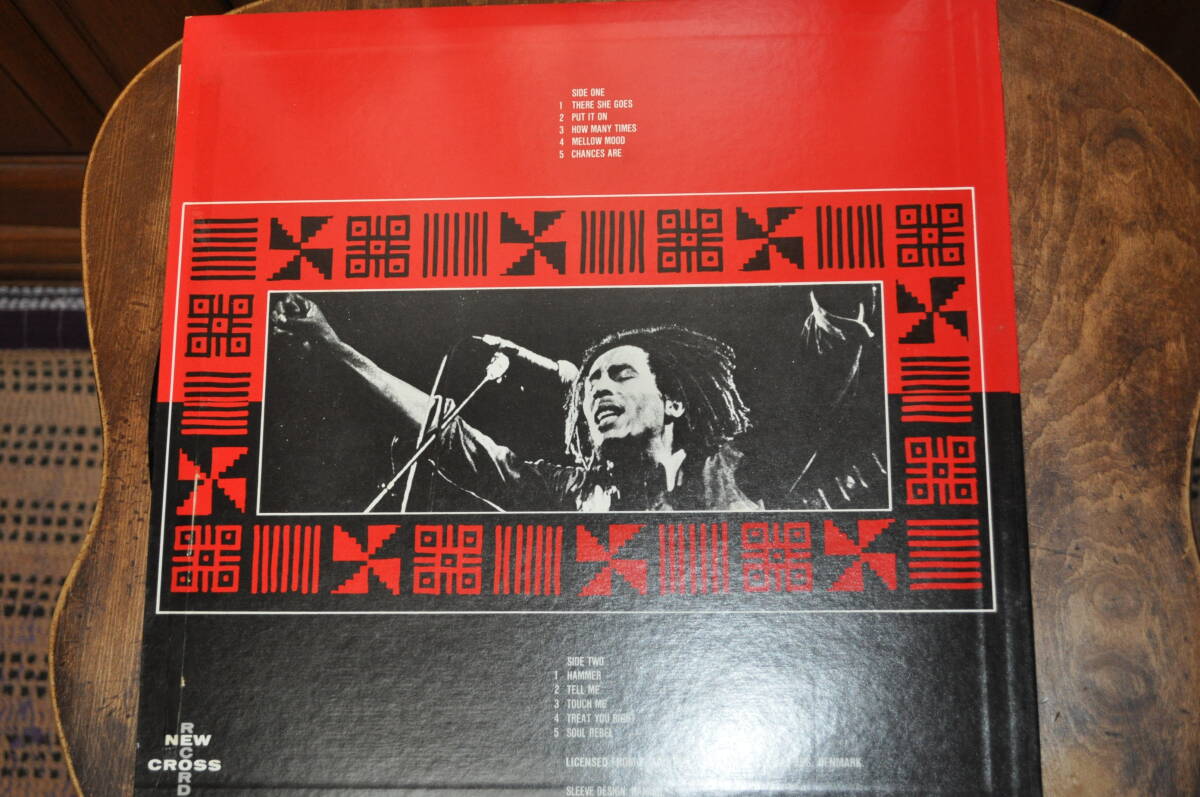 SIDE ONE
1 THERE SHE GOES
2 PUT IT ON
3 HOW MANY TIMES
4 MELLOW MOOD
5 CHANCES ARE
SIDE TWO
1 HAMMER
2 TELL ME
3 TOUCH ME
4 TREAT YOU RIGHT
5 SOUL REBEL
LICENSED FROM DENMARK
SLEEVE DESIGN:
NEW
CROSS
RECORD